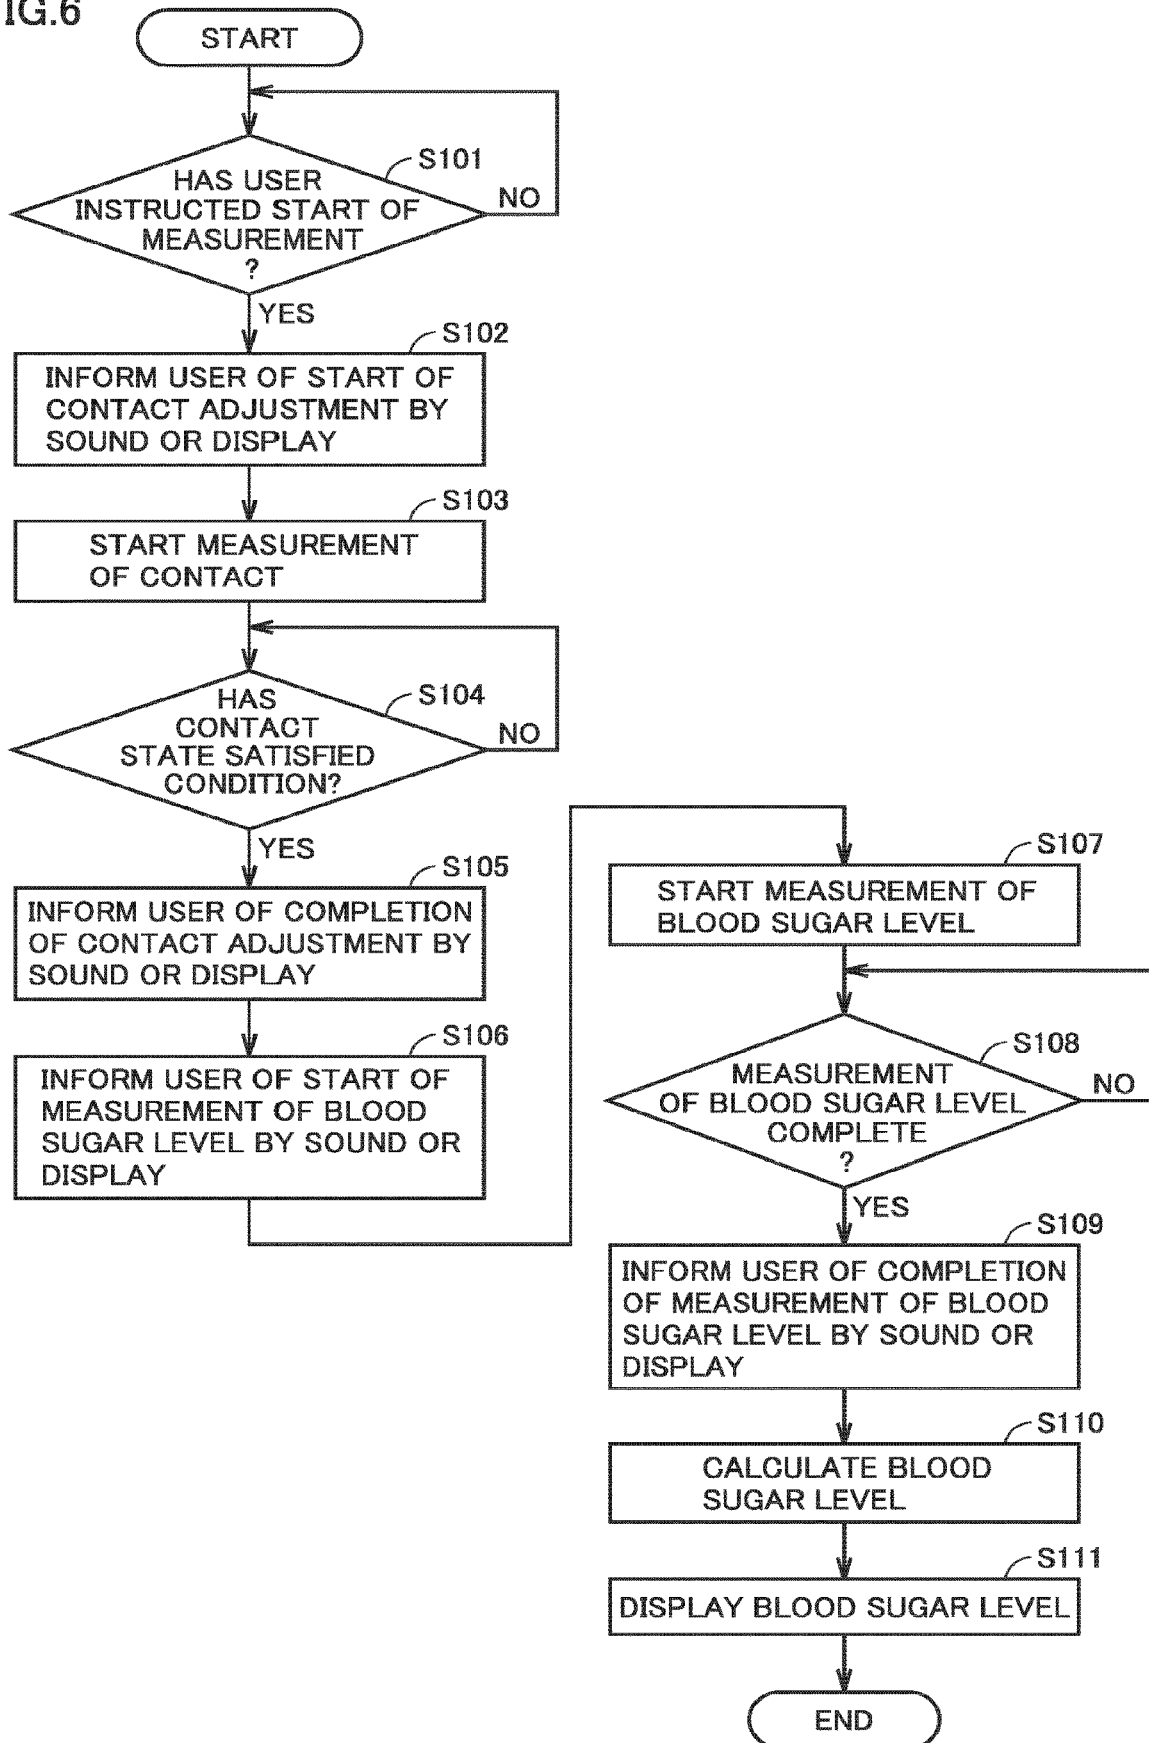 IG.6
START
S101
HAS USER
INSTRUCTED START OF
MEASUREMENT
?
NO
YES
S102
INFORM USER OF START OF
CONTACT ADJUSTMENT BY
SOUND OR DISPLAY
S103
START MEASUREMENT
OF CONTACT
S104
HAS
CONTACT
STATE SATISFIED
CONDITION?
NO
YES
S105
INFORM USER OF COMPLETION
OF CONTACT ADJUSTMENT BY
SOUND OR DISPLAY
S106
INFORM USER OF START OF
MEASUREMENT OF BLOOD
SUGAR LEVEL BY SOUND OR
DISPLAY
S107
START MEASUREMENT OF
BLOOD SUGAR LEVEL
S108
MEASUREMENT
OF BLOOD SUGAR LEVEL
COMPLETE
?
NO
YES
S109
INFORM USER OF COMPLETION
OF MEASUREMENT OF BLOOD
SUGAR LEVEL BY SOUND OR
DISPLAY
S110
CALCULATE BLOOD
SUGAR LEVEL
S111
DISPLAY BLOOD SUGAR LEVEL
END